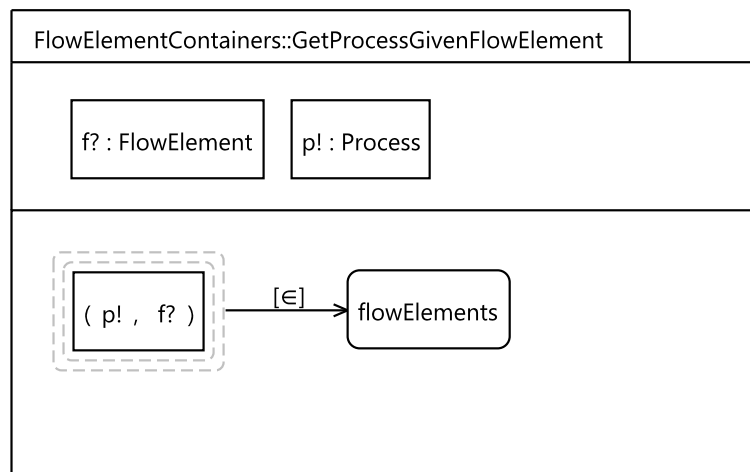 FlowElementContainers::GetProcessGivenFlowElement
f? : FlowElement
p! : Process
( p! , f? )
[∈]
flowElements